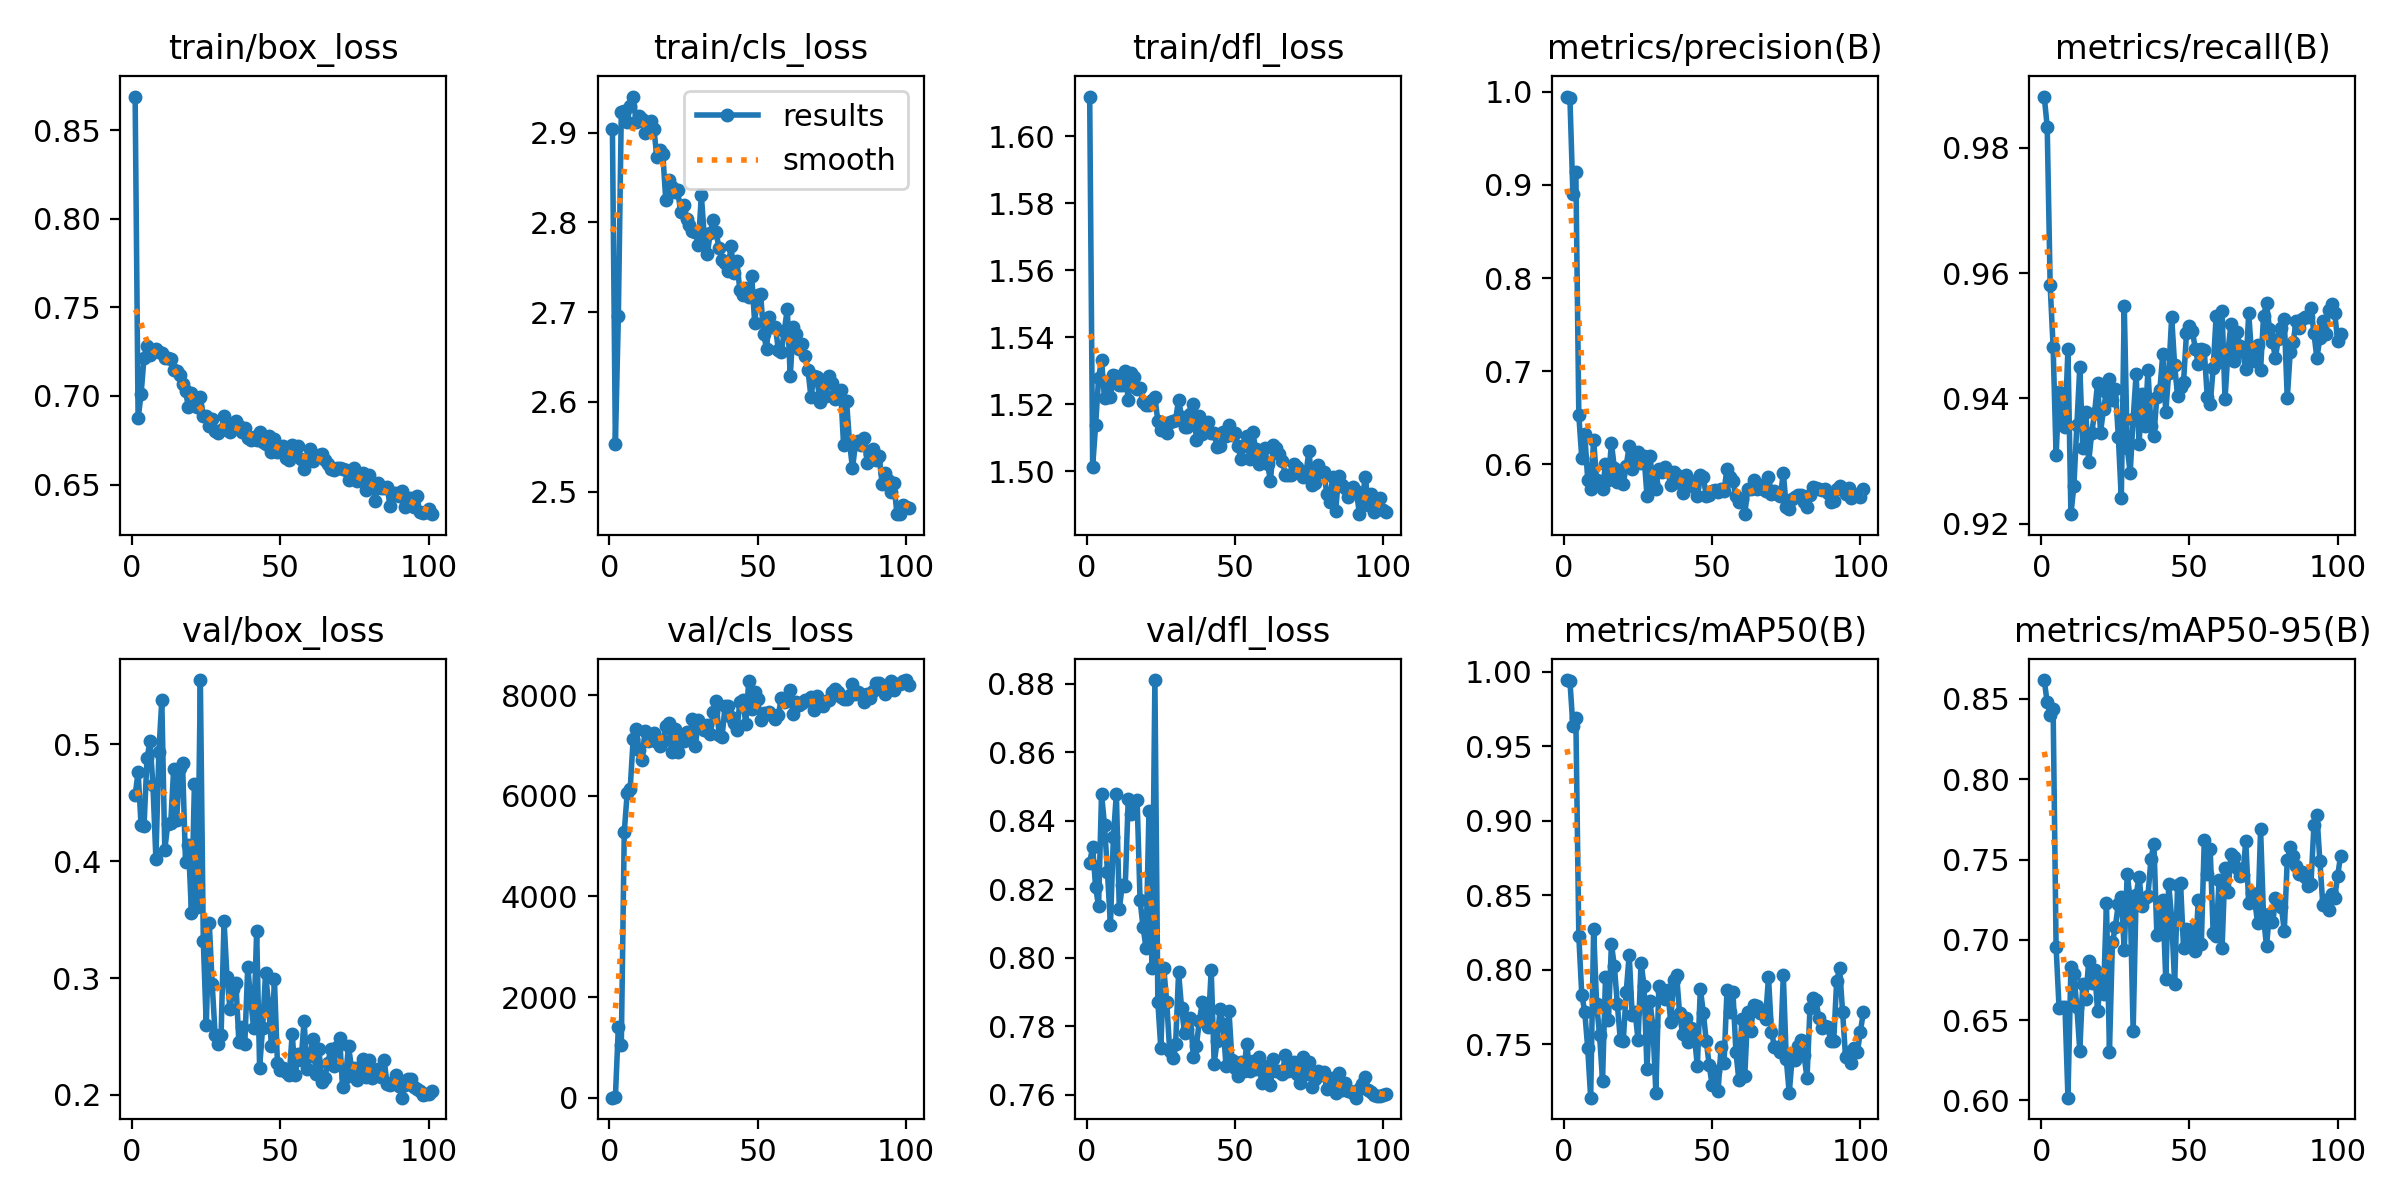 train/box_loss
0.85
0.80
0.75
0.70
0.65
0 50 100
train/cls_loss
2.9
2.8
2.7
2.6
2.5
0 50 100
results
smooth
train/dfl_loss
1.60
1.58
1.56
1.54
1.52
1.50
0 50 100
metrics/precision(B)
1.0
0.9
0.8
0.7
0.6
0 50 100
metrics/recall(B)
0.98
0.96
0.94
0.92
0 50 100
val/box_loss
0.5
0.4
0.3
0.2
0 50 100
val/cls_loss
8000
6000
4000
2000
0
0 50 100
val/dfl_loss
0.88
0.86
0.84
0.82
0.80
0.78
0.76
0 50 100
metrics/mAP50(B)
1.00
0.95
0.90
0.85
0.80
0.75
0 50 100
metrics/mAP50-95(B)
0.85
0.80
0.75
0.70
0.65
0.60
0 50 100